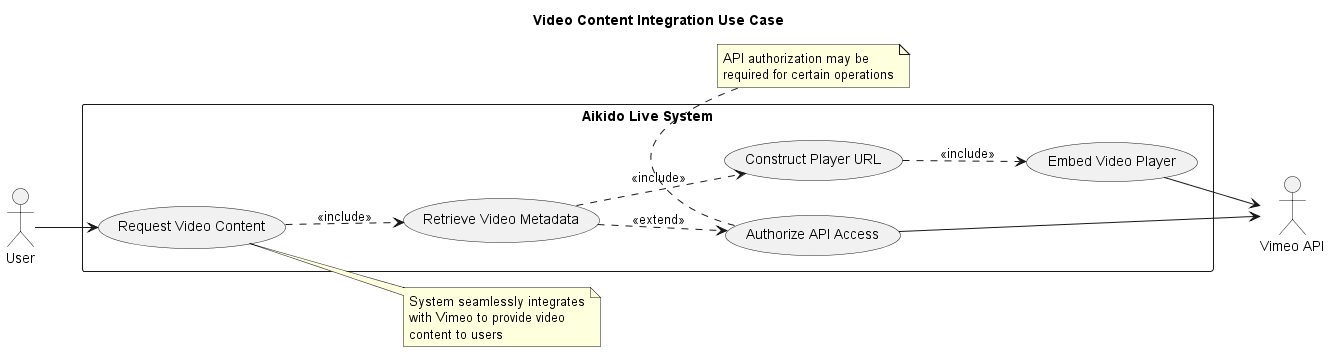 Video Content Integration Use Case
API authorization may be
required for certain operations
Aikido Live System
Construct Player URL
«include»
Embed Video Player
«include»
Request Video Content
«include»
Retrieve Video Metadata
«extend»
Authorize API Access
User
Vimeo API
System seamlessly integrates
with Vimeo to provide video
content to users